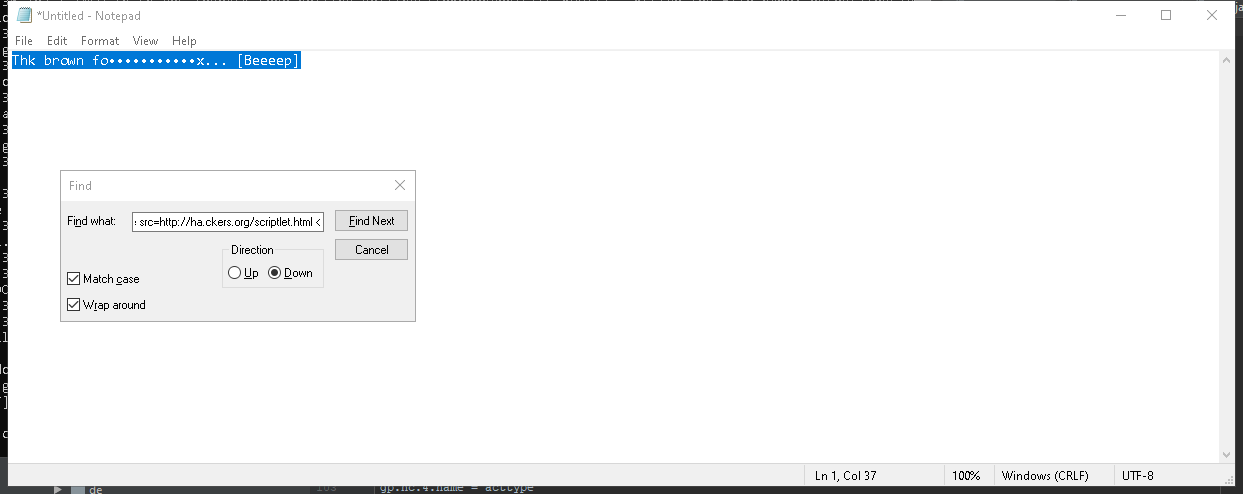 *Untitled - Notepad
File Edit Format View Help
Thk brown fo•••••••••••x... [Beeeep]
Find
Find what: src=http://ha.ckers.org/scriptlet.html <
Find Next
Direction
Cancel
Up Down
Match case
Wrap around
Ln 1, Col 37 100% Windows (CRLF) UTF-8
de gp.nc.4.name = acctype